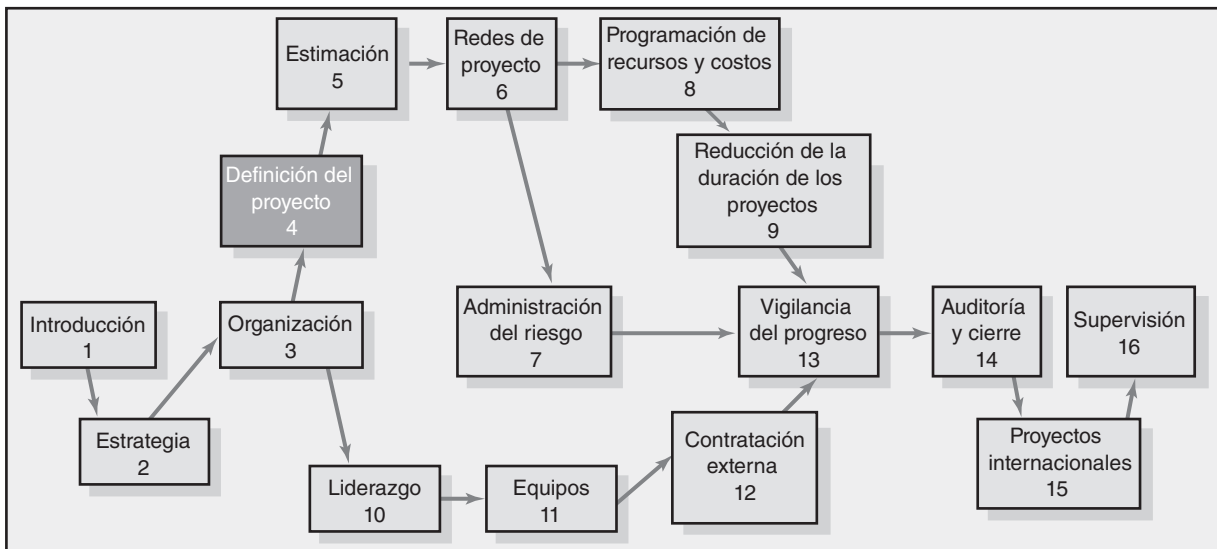 Estimación
5
Redes de
proyecto
6
Programación de
recursos y costos
8
Reducción de la
duración de los
proyectos
9
Definición del
proyecto
4
Introducción
1
Organización
3
Administración
del riesgo
7
Vigilancia
del progreso
13
Auditoría
y cierre
14
Supervisión
16
Estrategia
2
Liderazgo
10
Equipos
11
Contratación
externa
12
Proyectos
internacionales
15